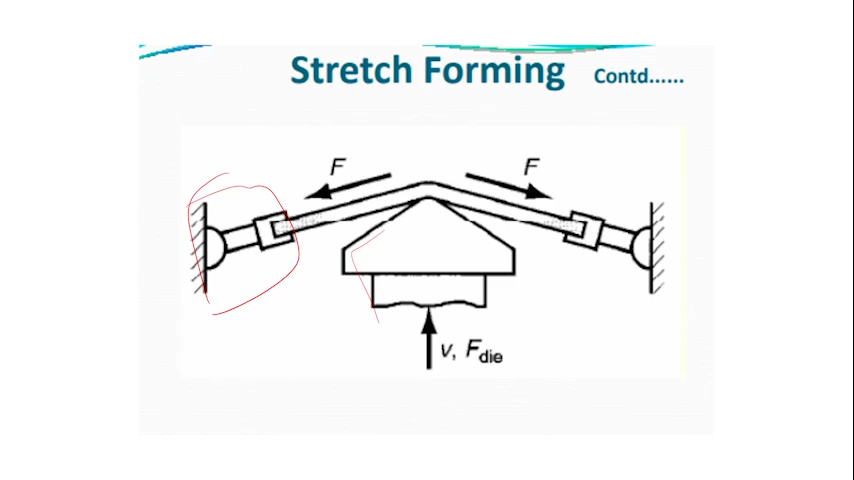 Stretch Forming Contd......
F F
v, Fdie